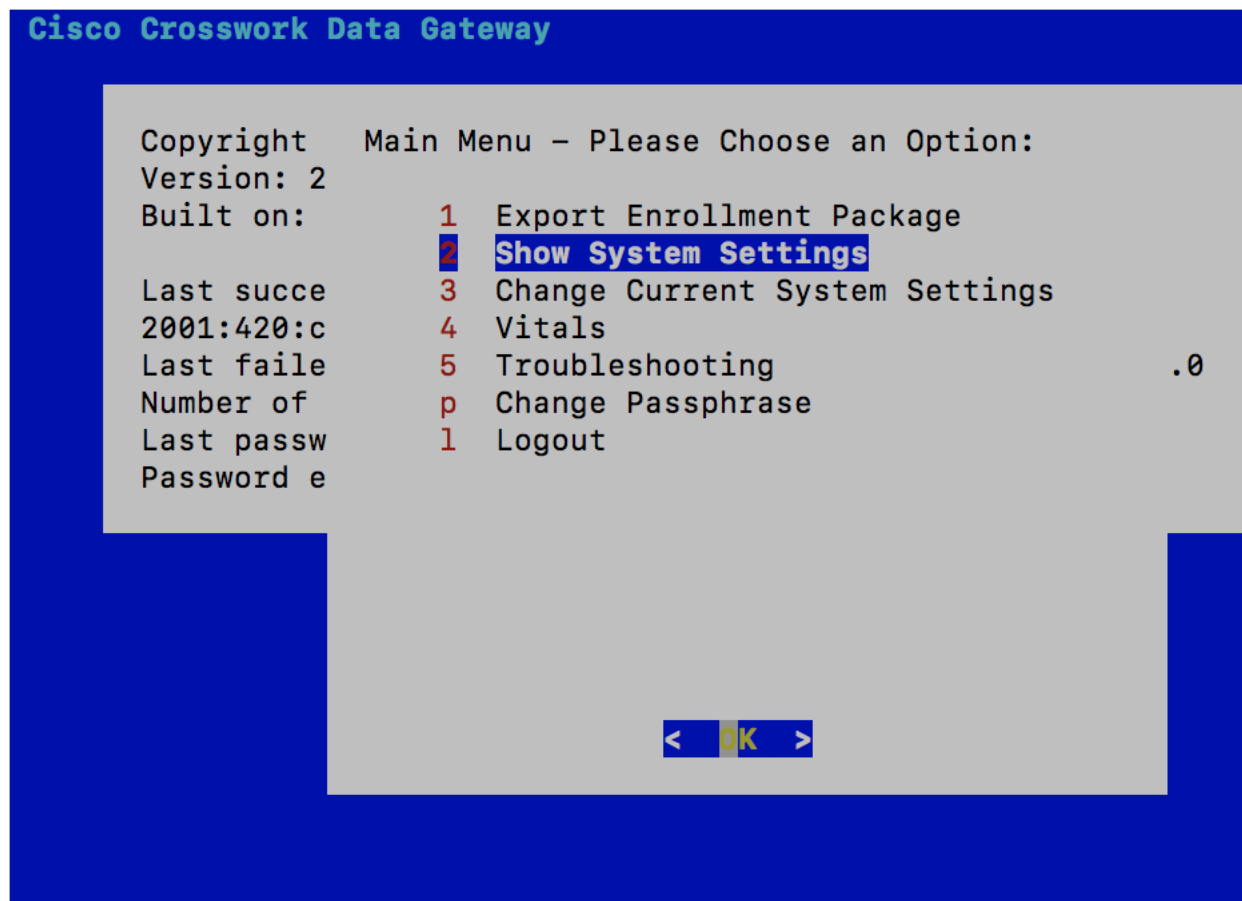 Cisco Crosswork Data Gateway
Main Menu – Please Choose an Option:
1 Export Enrollment Package
2 Show System Settings
3 Change Current System Settings
4 Vitals
5 Troubleshooting
p Change Passphrase
l Logout
< OK >
Copyright
Version: 2
Built on:
Last succe
2001:420:c
Last faile
.0
Number of
Last passw
Password e